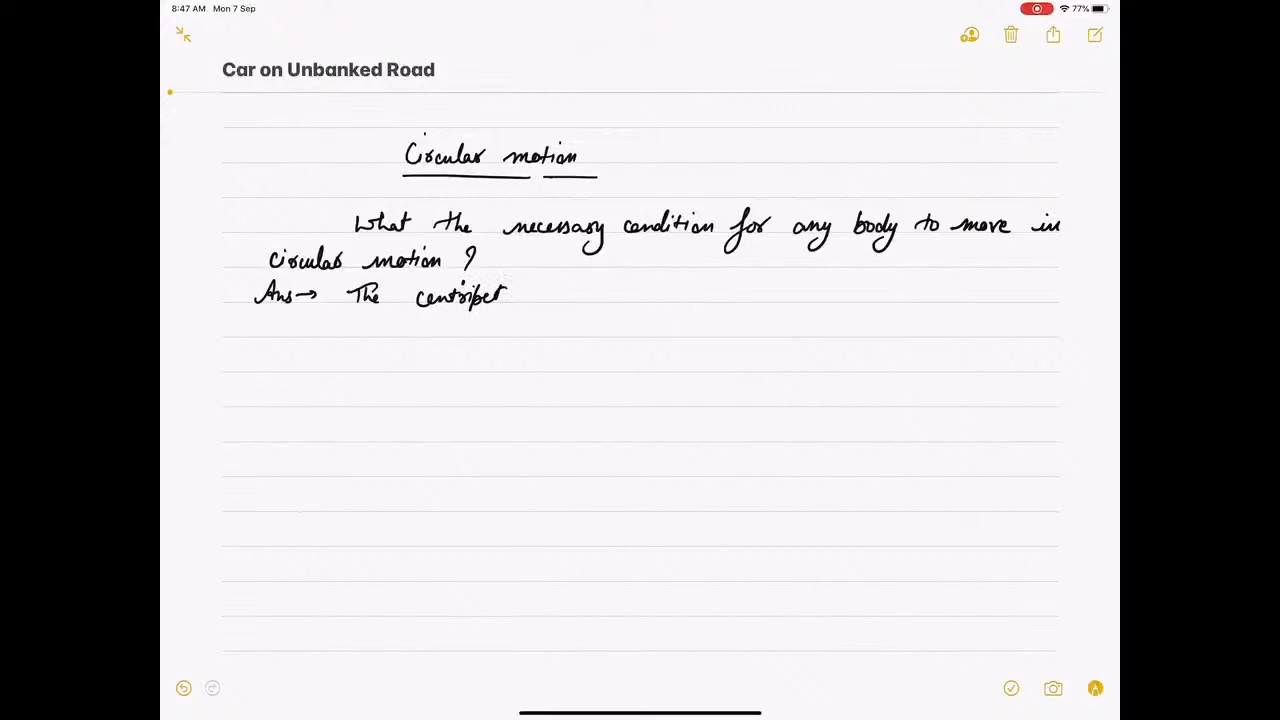 8:47 AM Mon 7 Sep 77%
Car on Unbanked Road
Circular motion
What the necessary condition for any body to move in
circular motion ?
Ans→ The centripet